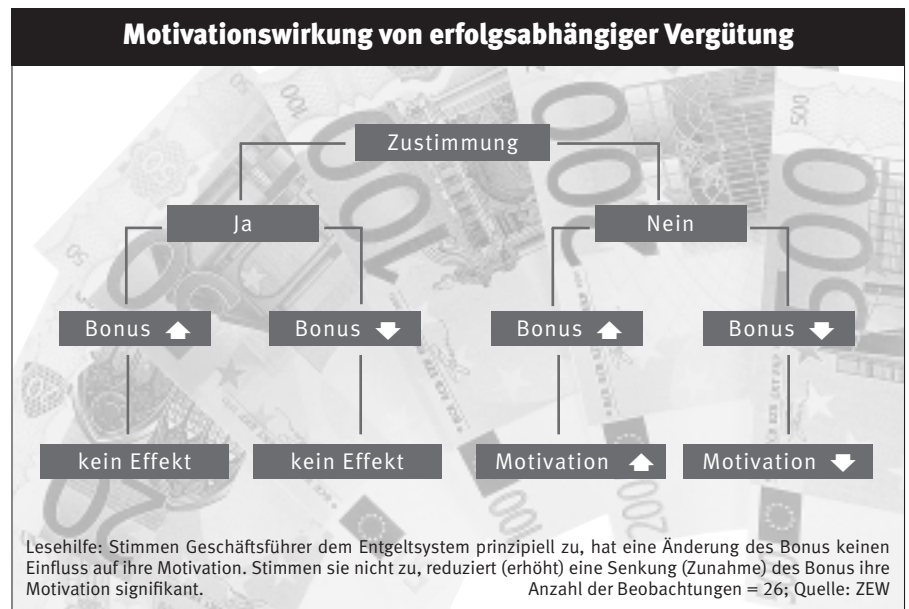 Motivationswirkung von erfolgsabhängiger Vergütung
Zustimmung
Ja
Nein
Bonus
Bonus
Bonus
Bonus
kein Effekt
kein Effekt
Motivation
Motivation
Lesehilfe: Stimmen Geschäftsführer dem Entgeltsystem prinzipiell zu, hat eine Änderung des Bonus keinen
Einfluss auf ihre Motivation. Stimmen sie nicht zu, reduziert (erhöht) eine Senkung (Zunahme) des Bonus ihre
Motivation signifikant. Anzahl der Beobachtungen = 26; Quelle: ZEW